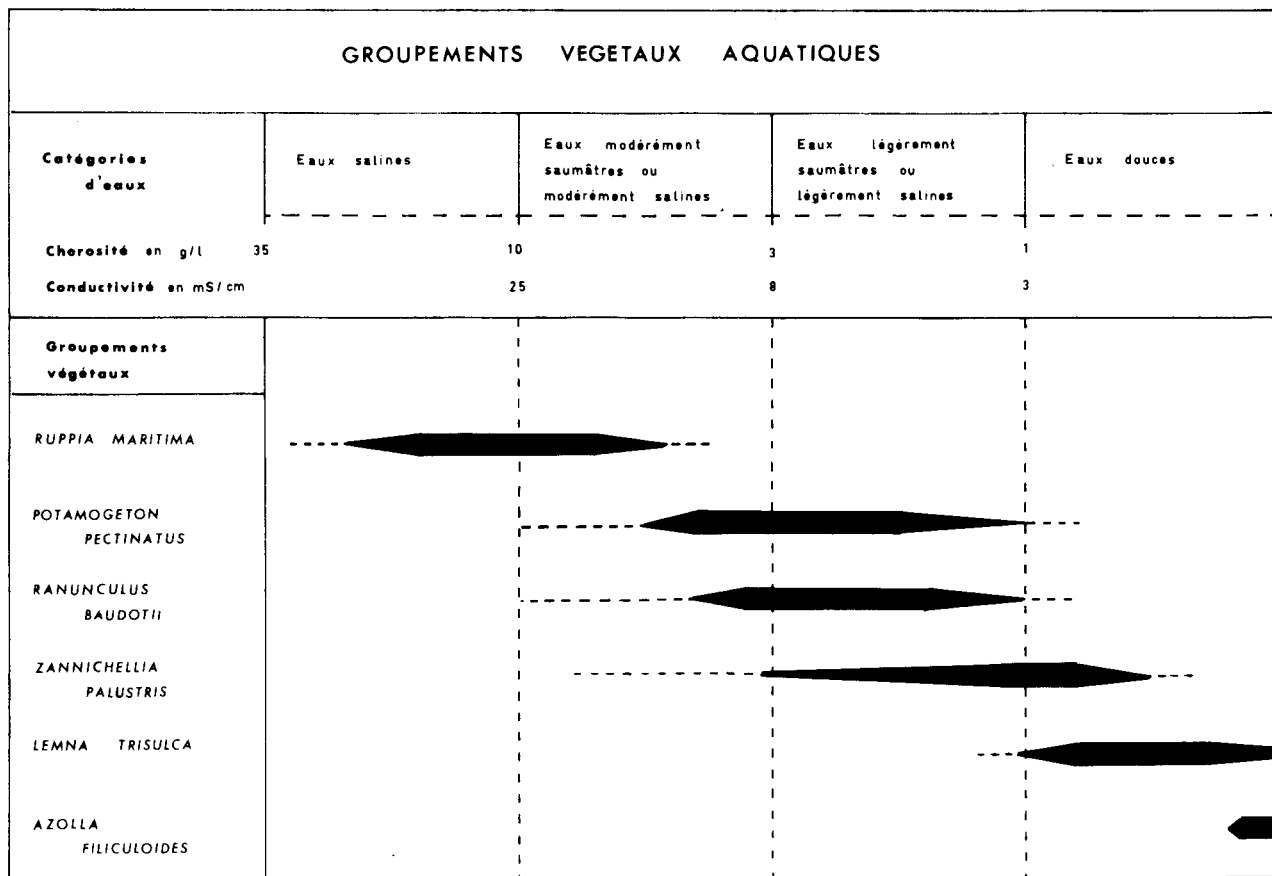 GROUPEMENTS VEGETAUX AQUATIQUES
Catégories
d'eaux
Eaux salines
Eaux modérément
saumâtres ou
modérément salines
Eaux légèrement
saumâtres ou
légèrement salines
Eaux douces
Chorosité en g/l 35 10 3 1
Conductivité en mS/cm 25 8 3
Groupements
végétaux
RUPPIA MARITIMA
POTAMOGETON
PECTINATUS
RANUNCULUS
BAUDOTII
ZANNICHELLIA
PALUSTRIS
LEMNA TRISULCA
AZOLLA
FILICULOIDES